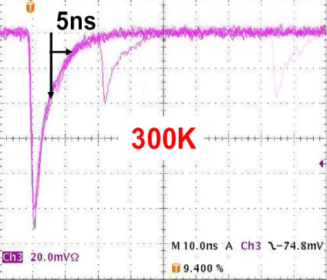 T
5ns
300K
M 10.0ns A Ch3 ㄟ-74.8mV
Ch3 20.0mVΩ
T 9.400 %